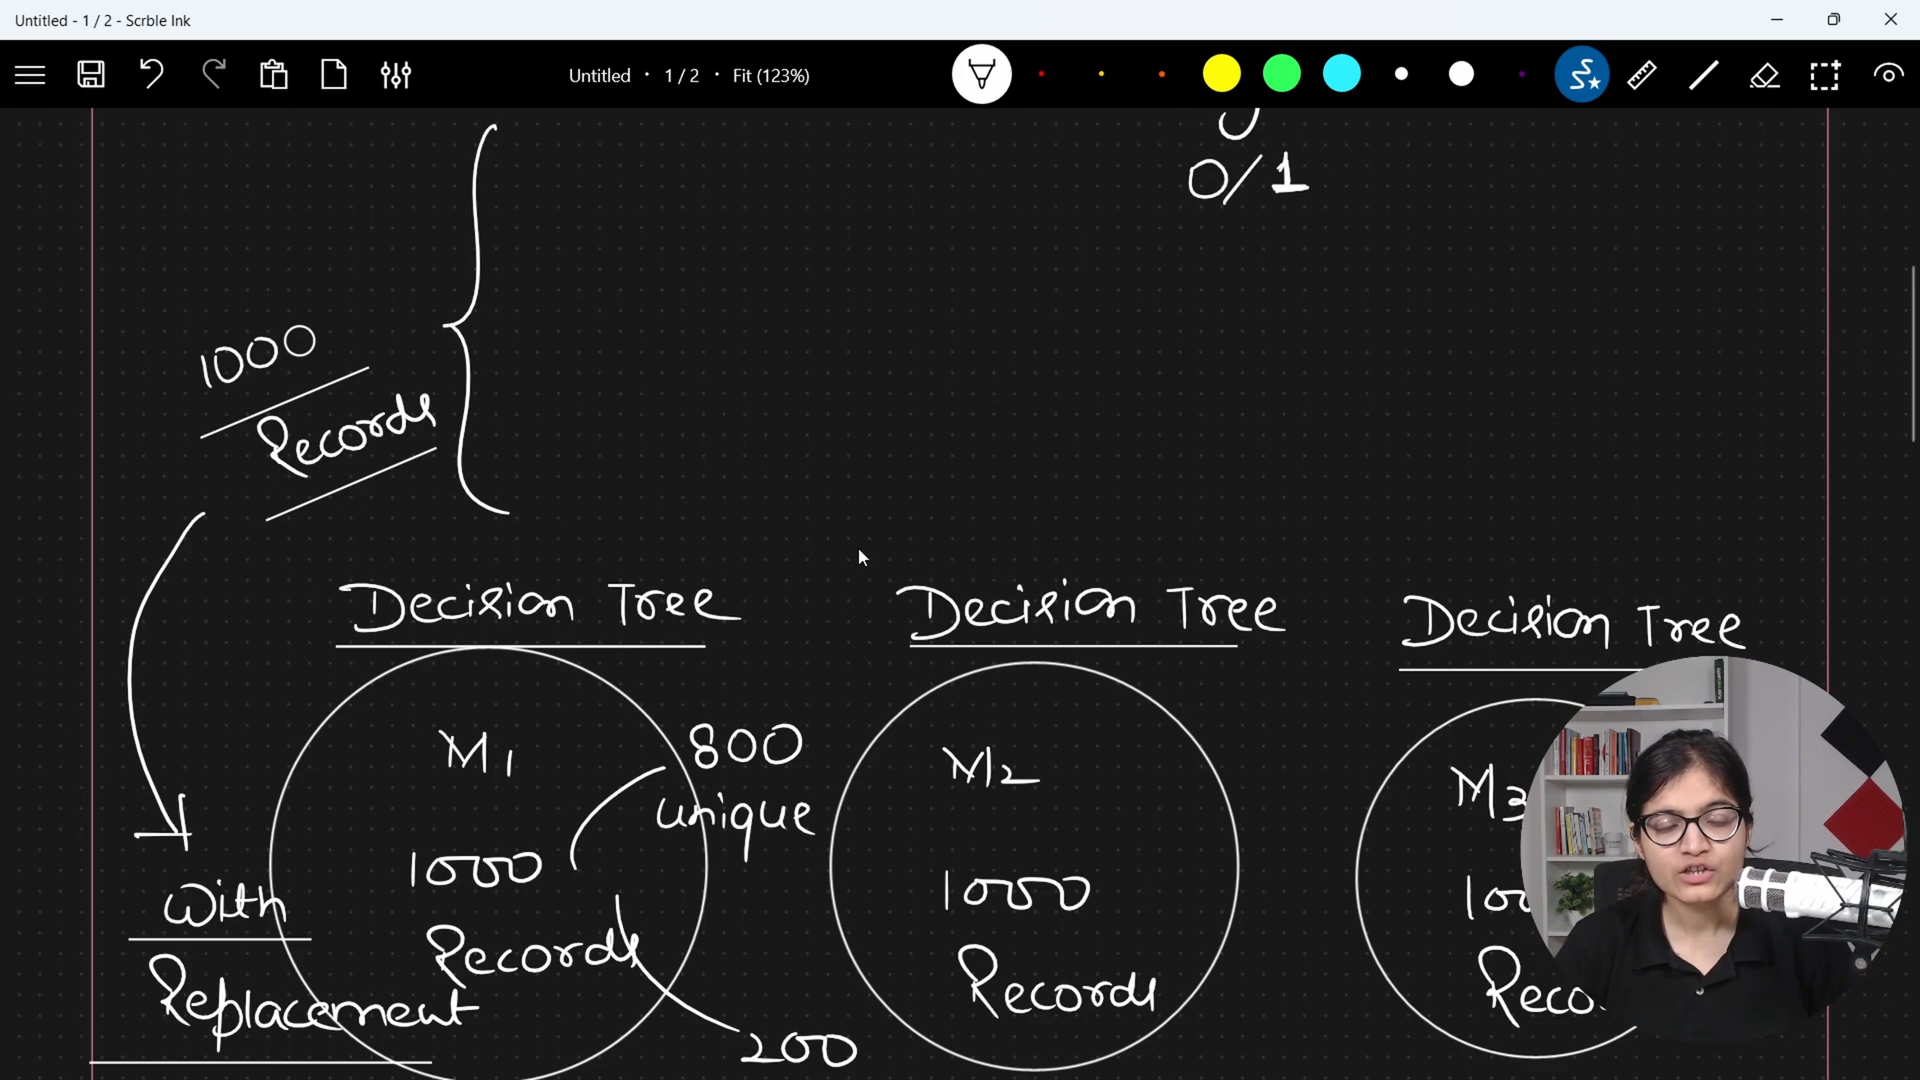 Untitled - 1 / 2 - Scrble Ink
Untitled • 1 / 2 • Fit (123%)
0/1
1000
Records
Decision Tree
Decision Tree
Decision Tree
M1
800
unique
M2
M3
1000
1000
With
Records
Records
Replacement
200